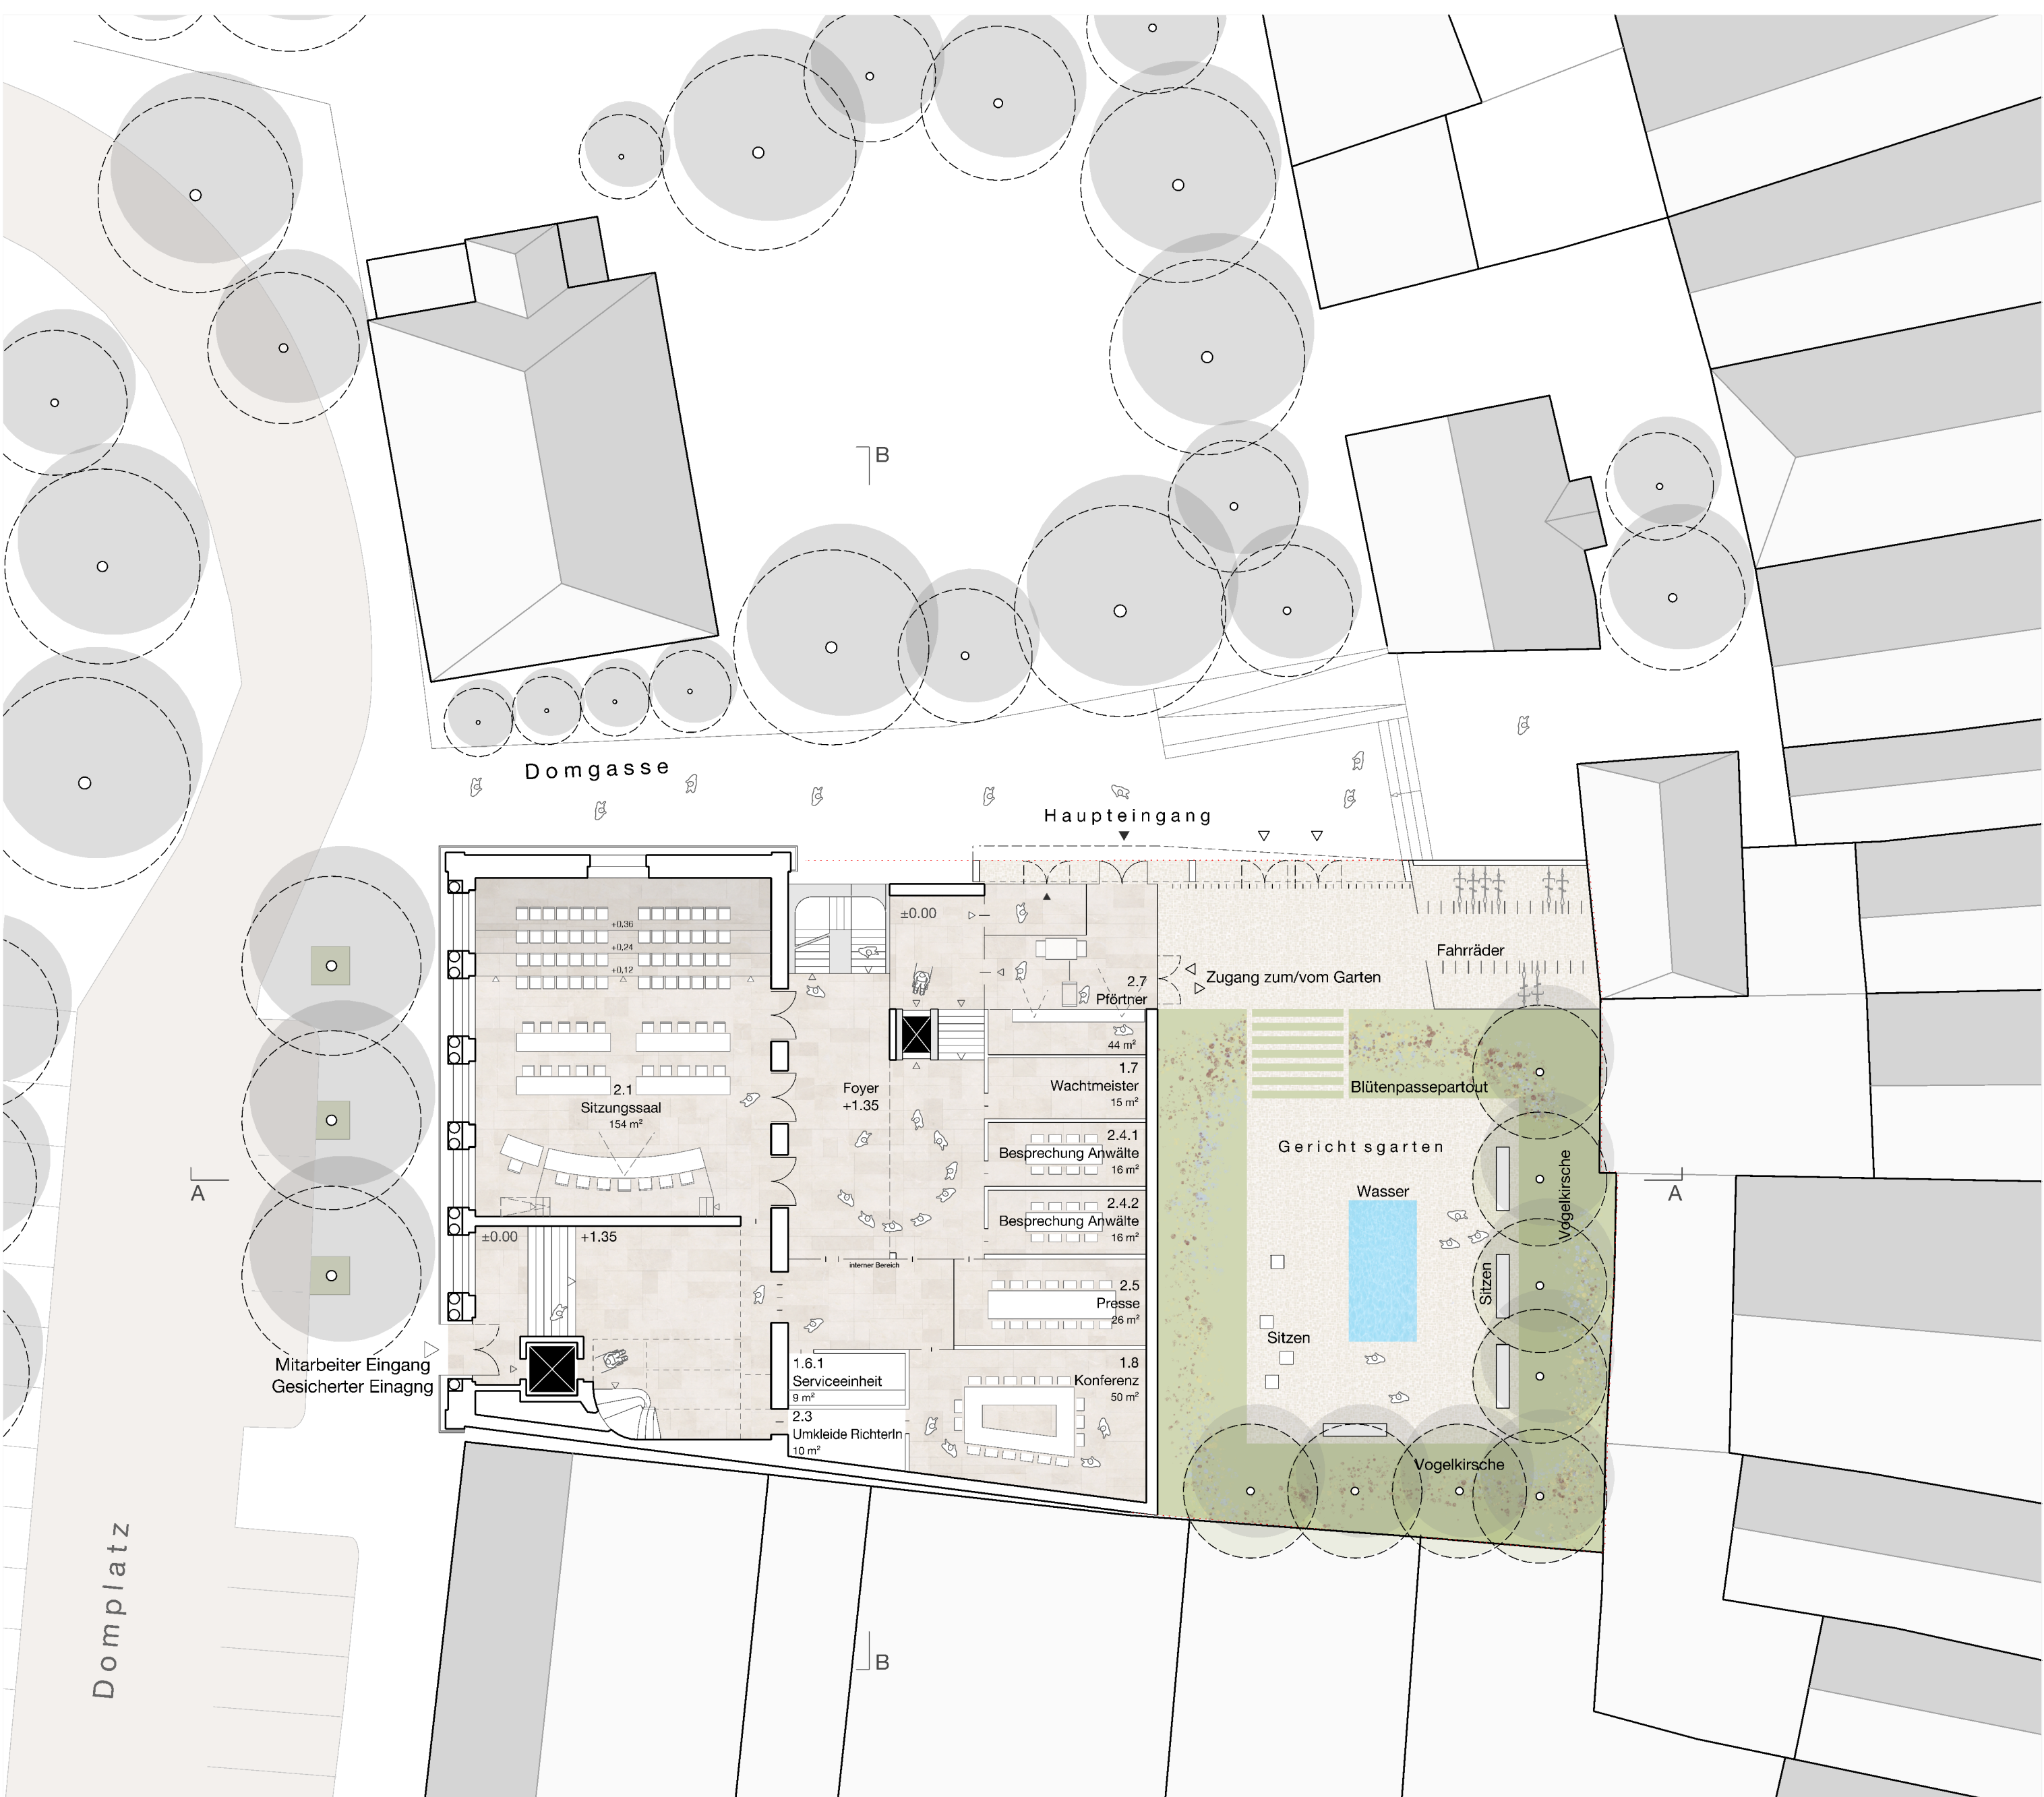 B
Domgasse
Haupteingang
+0,36
+0,24
+0,12
±0.00
2.7
Pförtner
44 m²
Zugang zum/vom Garten
Fahrräder
1.7
Wachtmeister
15 m²
Foyer
+1.35
2.1
Sitzungssaal
154 m²
Blütenpassepartout
2.4.1
Besprechung Anwälte
16 m²
Gerichtsgarten
Vogelkirsche
A
A
Wasser
2.4.2
Besprechung Anwälte
16 m²
±0.00
+1.35
interner Bereich
2.5
Presse
26 m²
Sitzen
Sitzen
Mitarbeiter Eingang
Gesicherter Einagng
1.6.1
Serviceeinheit
9 m²
1.8
Konferenz
50 m²
2.3
Umkleide RichterIn
10 m²
Vogelkirsche
Domplatz
B